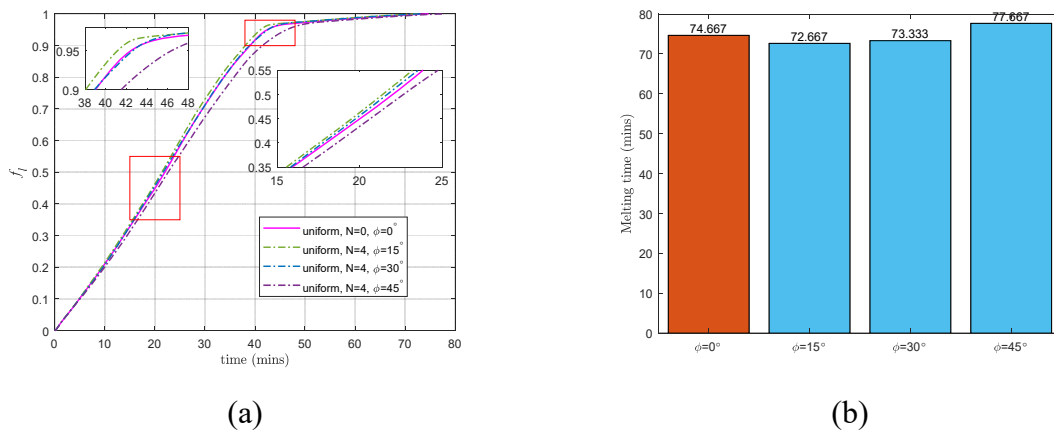 1
0.9
0.8
0.7
0.6
0.5
0.4
0.3
0.2
0.1
0
f_l
0 10 20 30 40 50 60 70 80
time (mins)
0.95
0.9
38 40 42 44 46 48
0.55
0.5
0.45
0.4
0.35
15 20 25
uniform, N=0, ϕ=0°
uniform, N=4, ϕ=15°
uniform, N=4, ϕ=30°
uniform, N=4, ϕ=45°
(a)
80
70
60
50
40
30
20
10
0
Melting time (mins)
74.667 72.667 73.333 77.667
ϕ=0° ϕ=15° ϕ=30° ϕ=45°
(b)